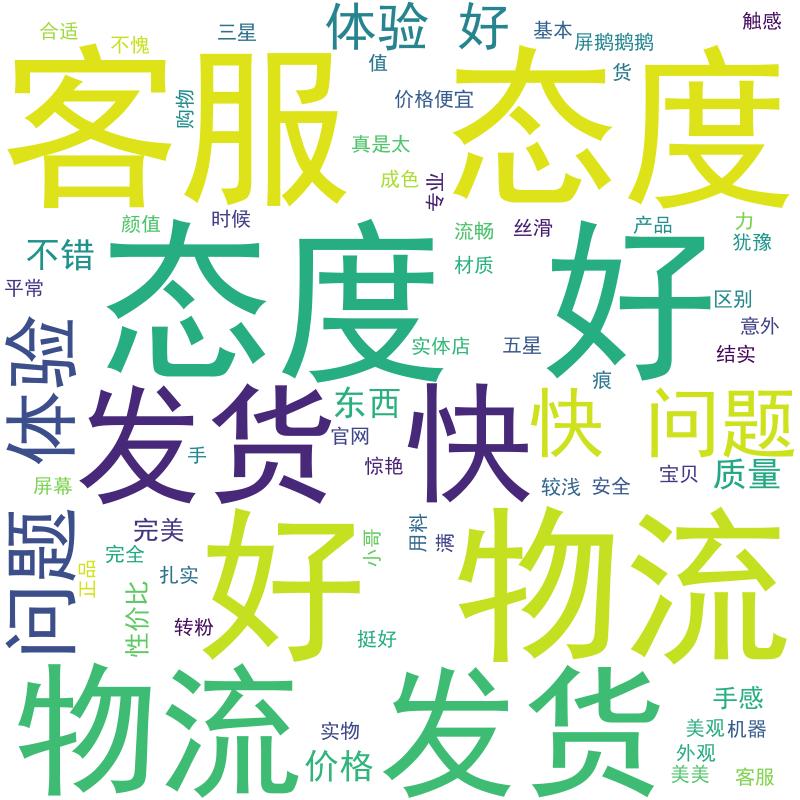 体验 好
合适
不愧
三星
基本
屏鹅鹅鹅
触感
值
货
客服 态度
购物
价格便宜
真是太
成色
专业
颜值
时候
流畅
丝滑
产品
力
犹豫
不错
态度 好
材质
平常
区别
意外
实体店
五星
结实
体验
痕
发货 快
东西
快 问题
官网
手
惊艳
屏幕
较浅
安全
宝贝
质量
问题
完美
好 物流
用料
满
小哥
完全
正品
扎实
性价比
转粉
挺好
物流 发货
手感
实物
美观
机器
价格
外观
美美
客服